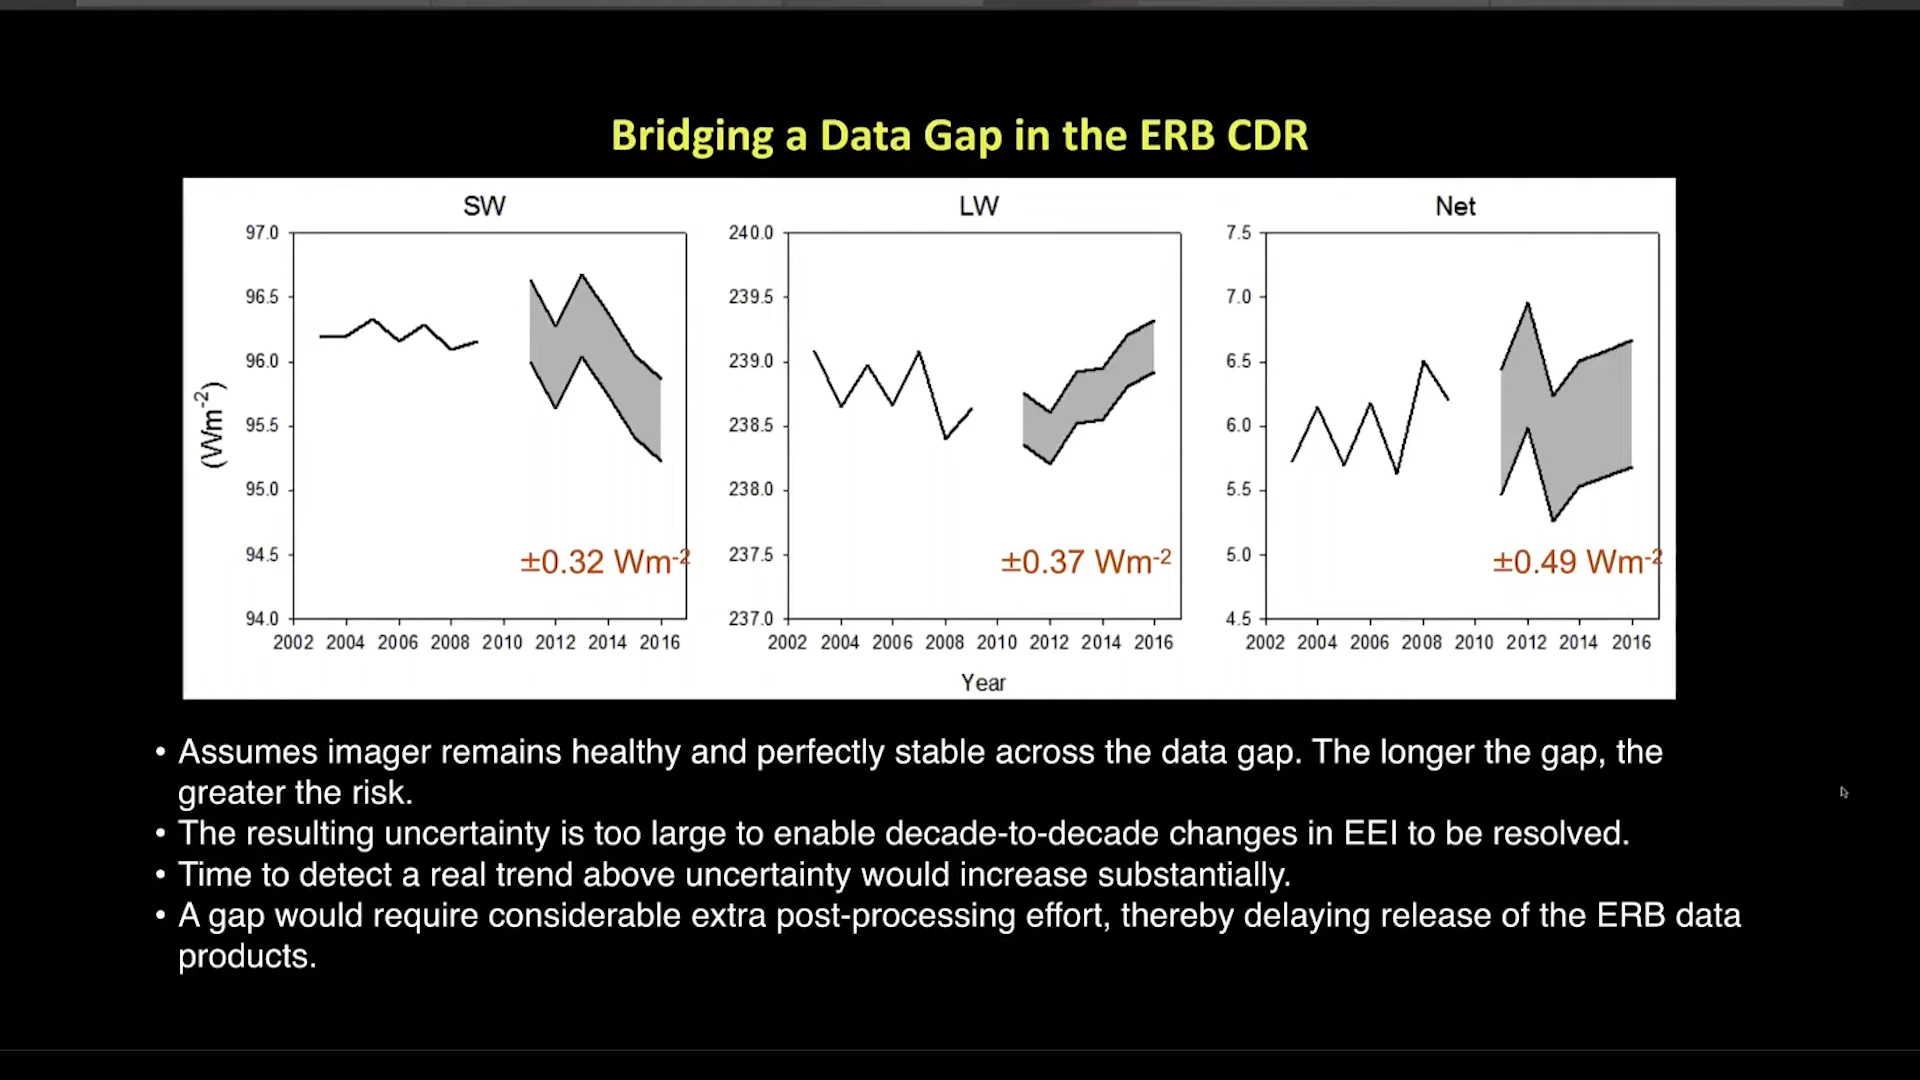 Bridging a Data Gap in the ERB CDR
SW
LW
Net
97.0
96.5
96.0
95.5
95.0
94.5
94.0
(Wm-2)
240.0
239.5
239.0
238.5
238.0
237.5
237.0
7.5
7.0
6.5
6.0
5.5
5.0
4.5
±0.32 Wm-2
±0.37 Wm-2
±0.49 Wm-2
2002 2004 2006 2008 2010 2012 2014 2016
2002 2004 2006 2008 2010 2012 2014 2016
2002 2004 2006 2008 2010 2012 2014 2016
Year
• Assumes imager remains healthy and perfectly stable across the data gap. The longer the gap, the
greater the risk.
• The resulting uncertainty is too large to enable decade-to-decade changes in EEI to be resolved.
• Time to detect a real trend above uncertainty would increase substantially.
• A gap would require considerable extra post-processing effort, thereby delaying release of the ERB data
products.